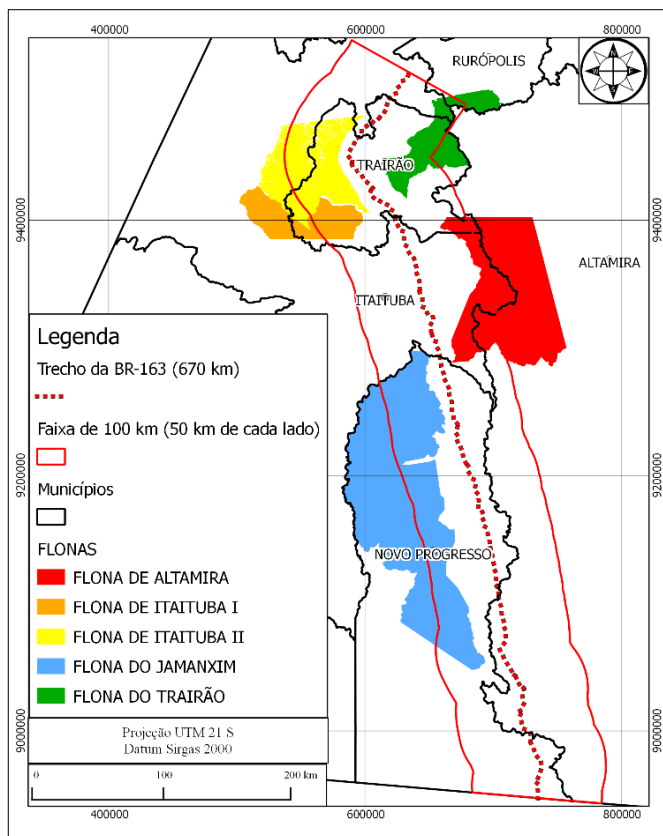 400000
600000
800000
RURÓPOLIS
TRAIRÃO
9400000
9400000
ALTAMIRA
ITAITUBA
Legenda
Trecho da BR-163 (670 km)
Faixa de 100 km (50 km de cada lado)
Municípios
FLONAS
FLONA DE ALTAMIRA
FLONA DE ITAITUBA I
FLONA DE ITAITUBA II
FLONA DO JAMANXIM
FLONA DO TRAIRÃO
9200000
9200000
NOVO PROGRESSO
Projeção UTM 21 S
Datum Sirgas 2000
9000000
9000000
0 100 200 km
400000
600000
800000